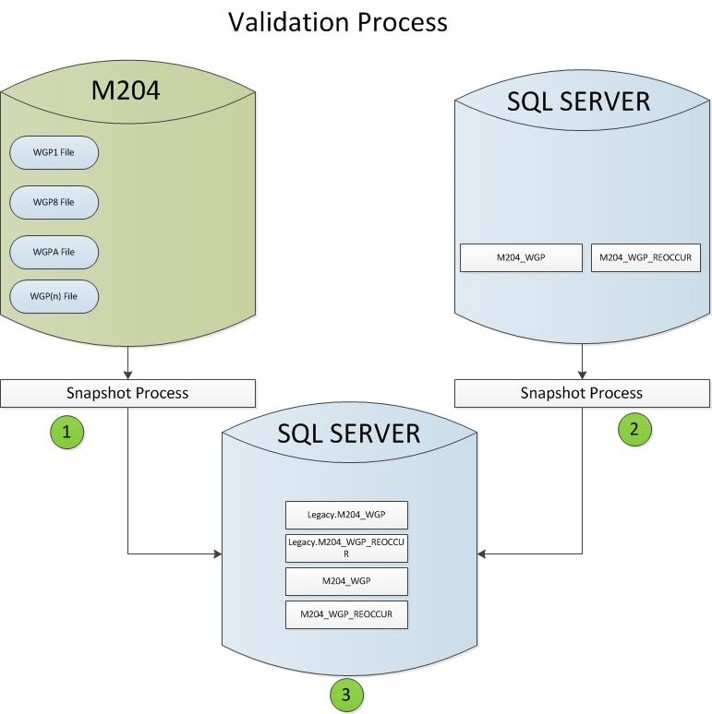 Validation Process
M204
WGP1 File
WGP8 File
WGPA File
WGP(n) File
Snapshot Process
1
SQL SERVER
M204_WGP
M204_WGP_REOCCUR
Snapshot Process
2
SQL SERVER
Legacy.M204_WGP
Legacy.M204_WGP_REOCCU
R
M204_WGP
M204_WGP_REOCCUR
3